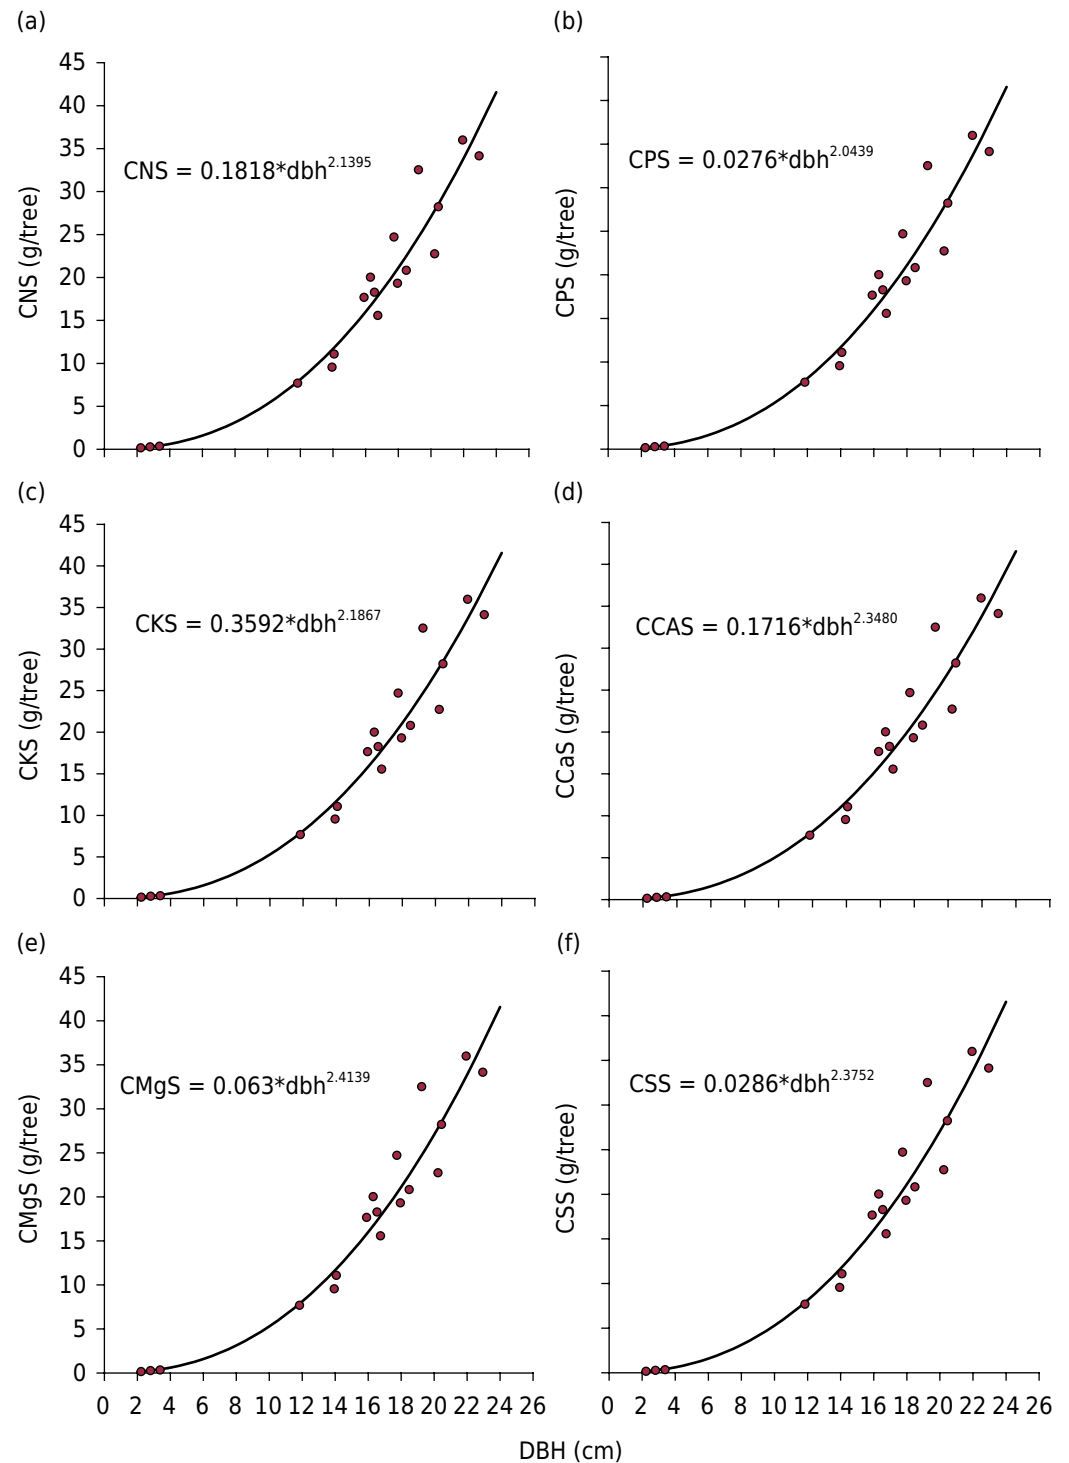 (a)
(b)
45
40
35
30
25
20
15
10
5
0
CNS (g/tree)
CNS = 0.1818*dbh2.1395
CPS (g/tree)
CPS = 0.0276*dbh2.0439
(c)
(d)
45
40
35
30
25
20
15
10
5
0
CKS (g/tree)
CKS = 0.3592*dbh2.1867
CCaS (g/tree)
CCAS = 0.1716*dbh2.3480
(e)
(f)
45
40
35
30
25
20
15
10
5
0
CMgS (g/tree)
CMgS = 0.063*dbh2.4139
CSS (g/tree)
CSS = 0.0286*dbh2.3752
0 2 4 6 8 10 12 14 16 18 20 22 24 26
0 2 4 6 8 10 12 14 16 18 20 22 24 26
DBH (cm)